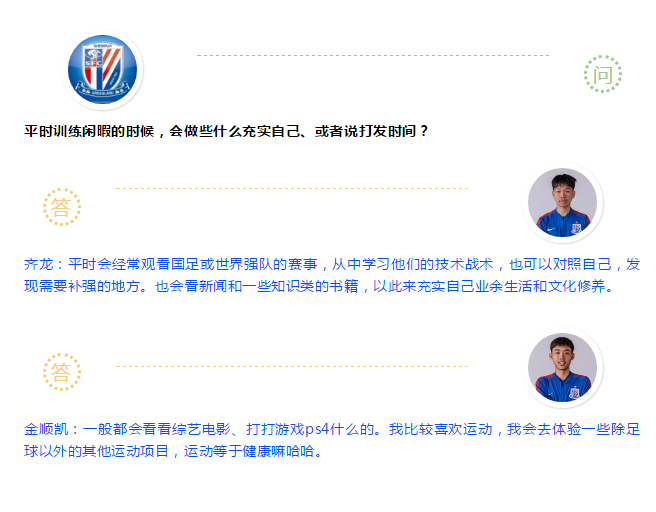 SHENHUA
SFC
GREENLAND
问
平时训练闲暇的时候，会做些什么充实自己、或者说打发时间？
答
齐龙：平时会经常观看国足或世界强队的赛事，从中学习他们的技术战术，也可以对照自己，发
现需要补强的地方。也会看新闻和一些知识类的书籍，以此来充实自己业余生活和文化修养。
答
金顺凯：一般都会看看综艺电影、打打游戏ps4什么的。我比较喜欢运动，我会去体验一些除足
球以外的其他运动项目，运动等于健康嘛哈哈。